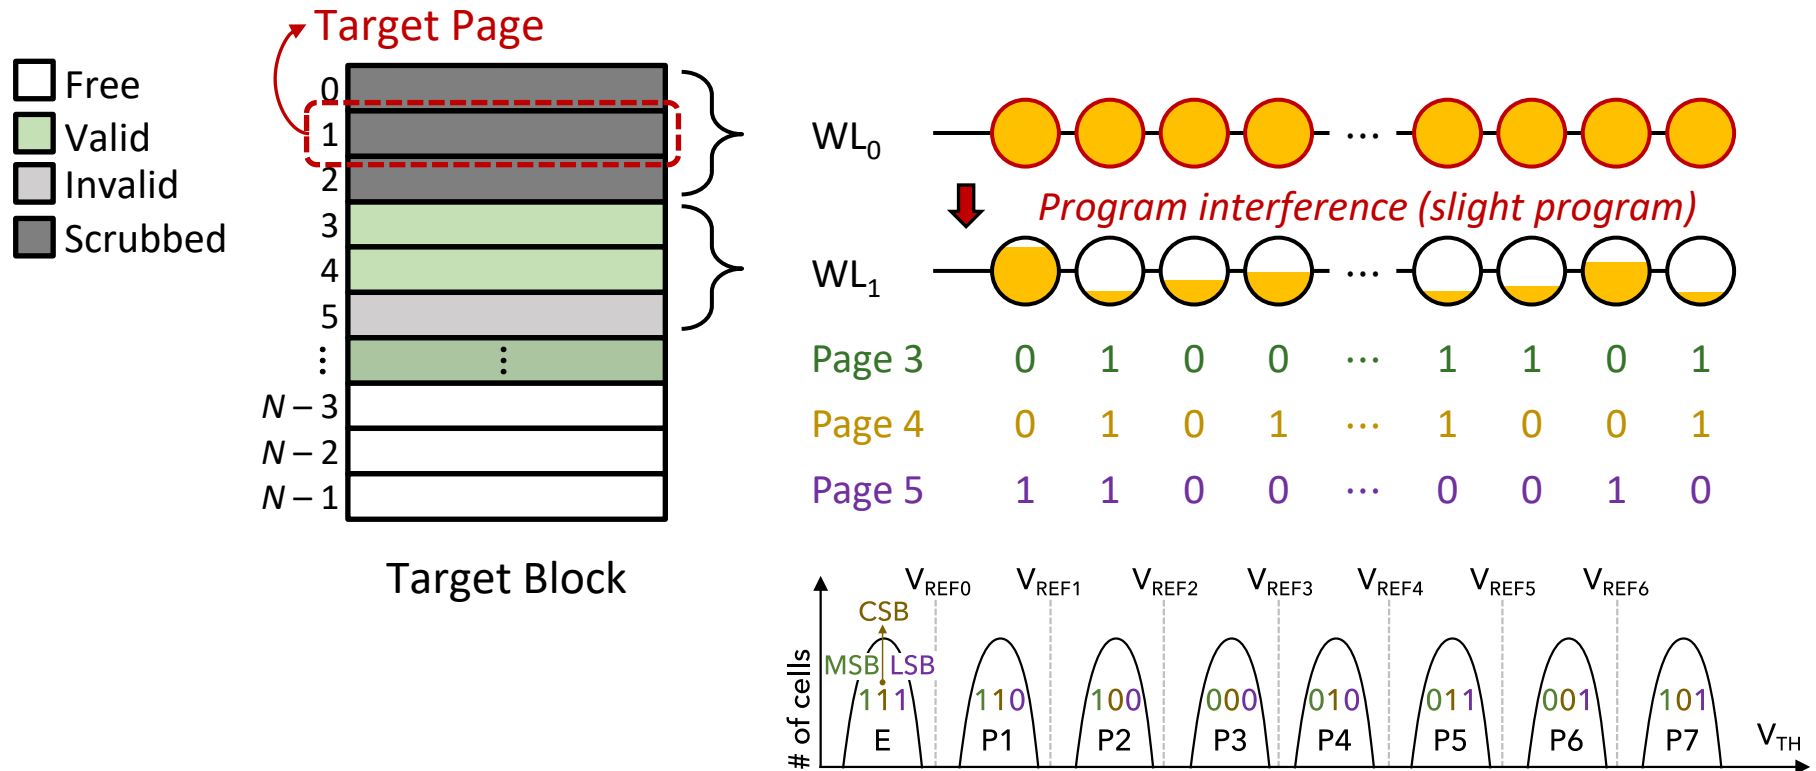 Target Page
Free
Valid
Invalid
Scrubbed
0
1
2
3
4
5
⋮ ⋮
N – 3
N – 2
N – 1
Target Block
WL0 ···
Program interference (slight program)
WL1 ···
Page 3 0 1 0 0 ··· 1 1 0 1
Page 4 0 1 0 1 ··· 1 0 0 1
Page 5 1 1 0 0 ··· 0 0 1 0
VREF0 VREF1 VREF2 VREF3 VREF4 VREF5 VREF6
CSB
MSB LSB
111 110 100 000 010 011 001 101
E P1 P2 P3 P4 P5 P6 P7
# of cells
VTH